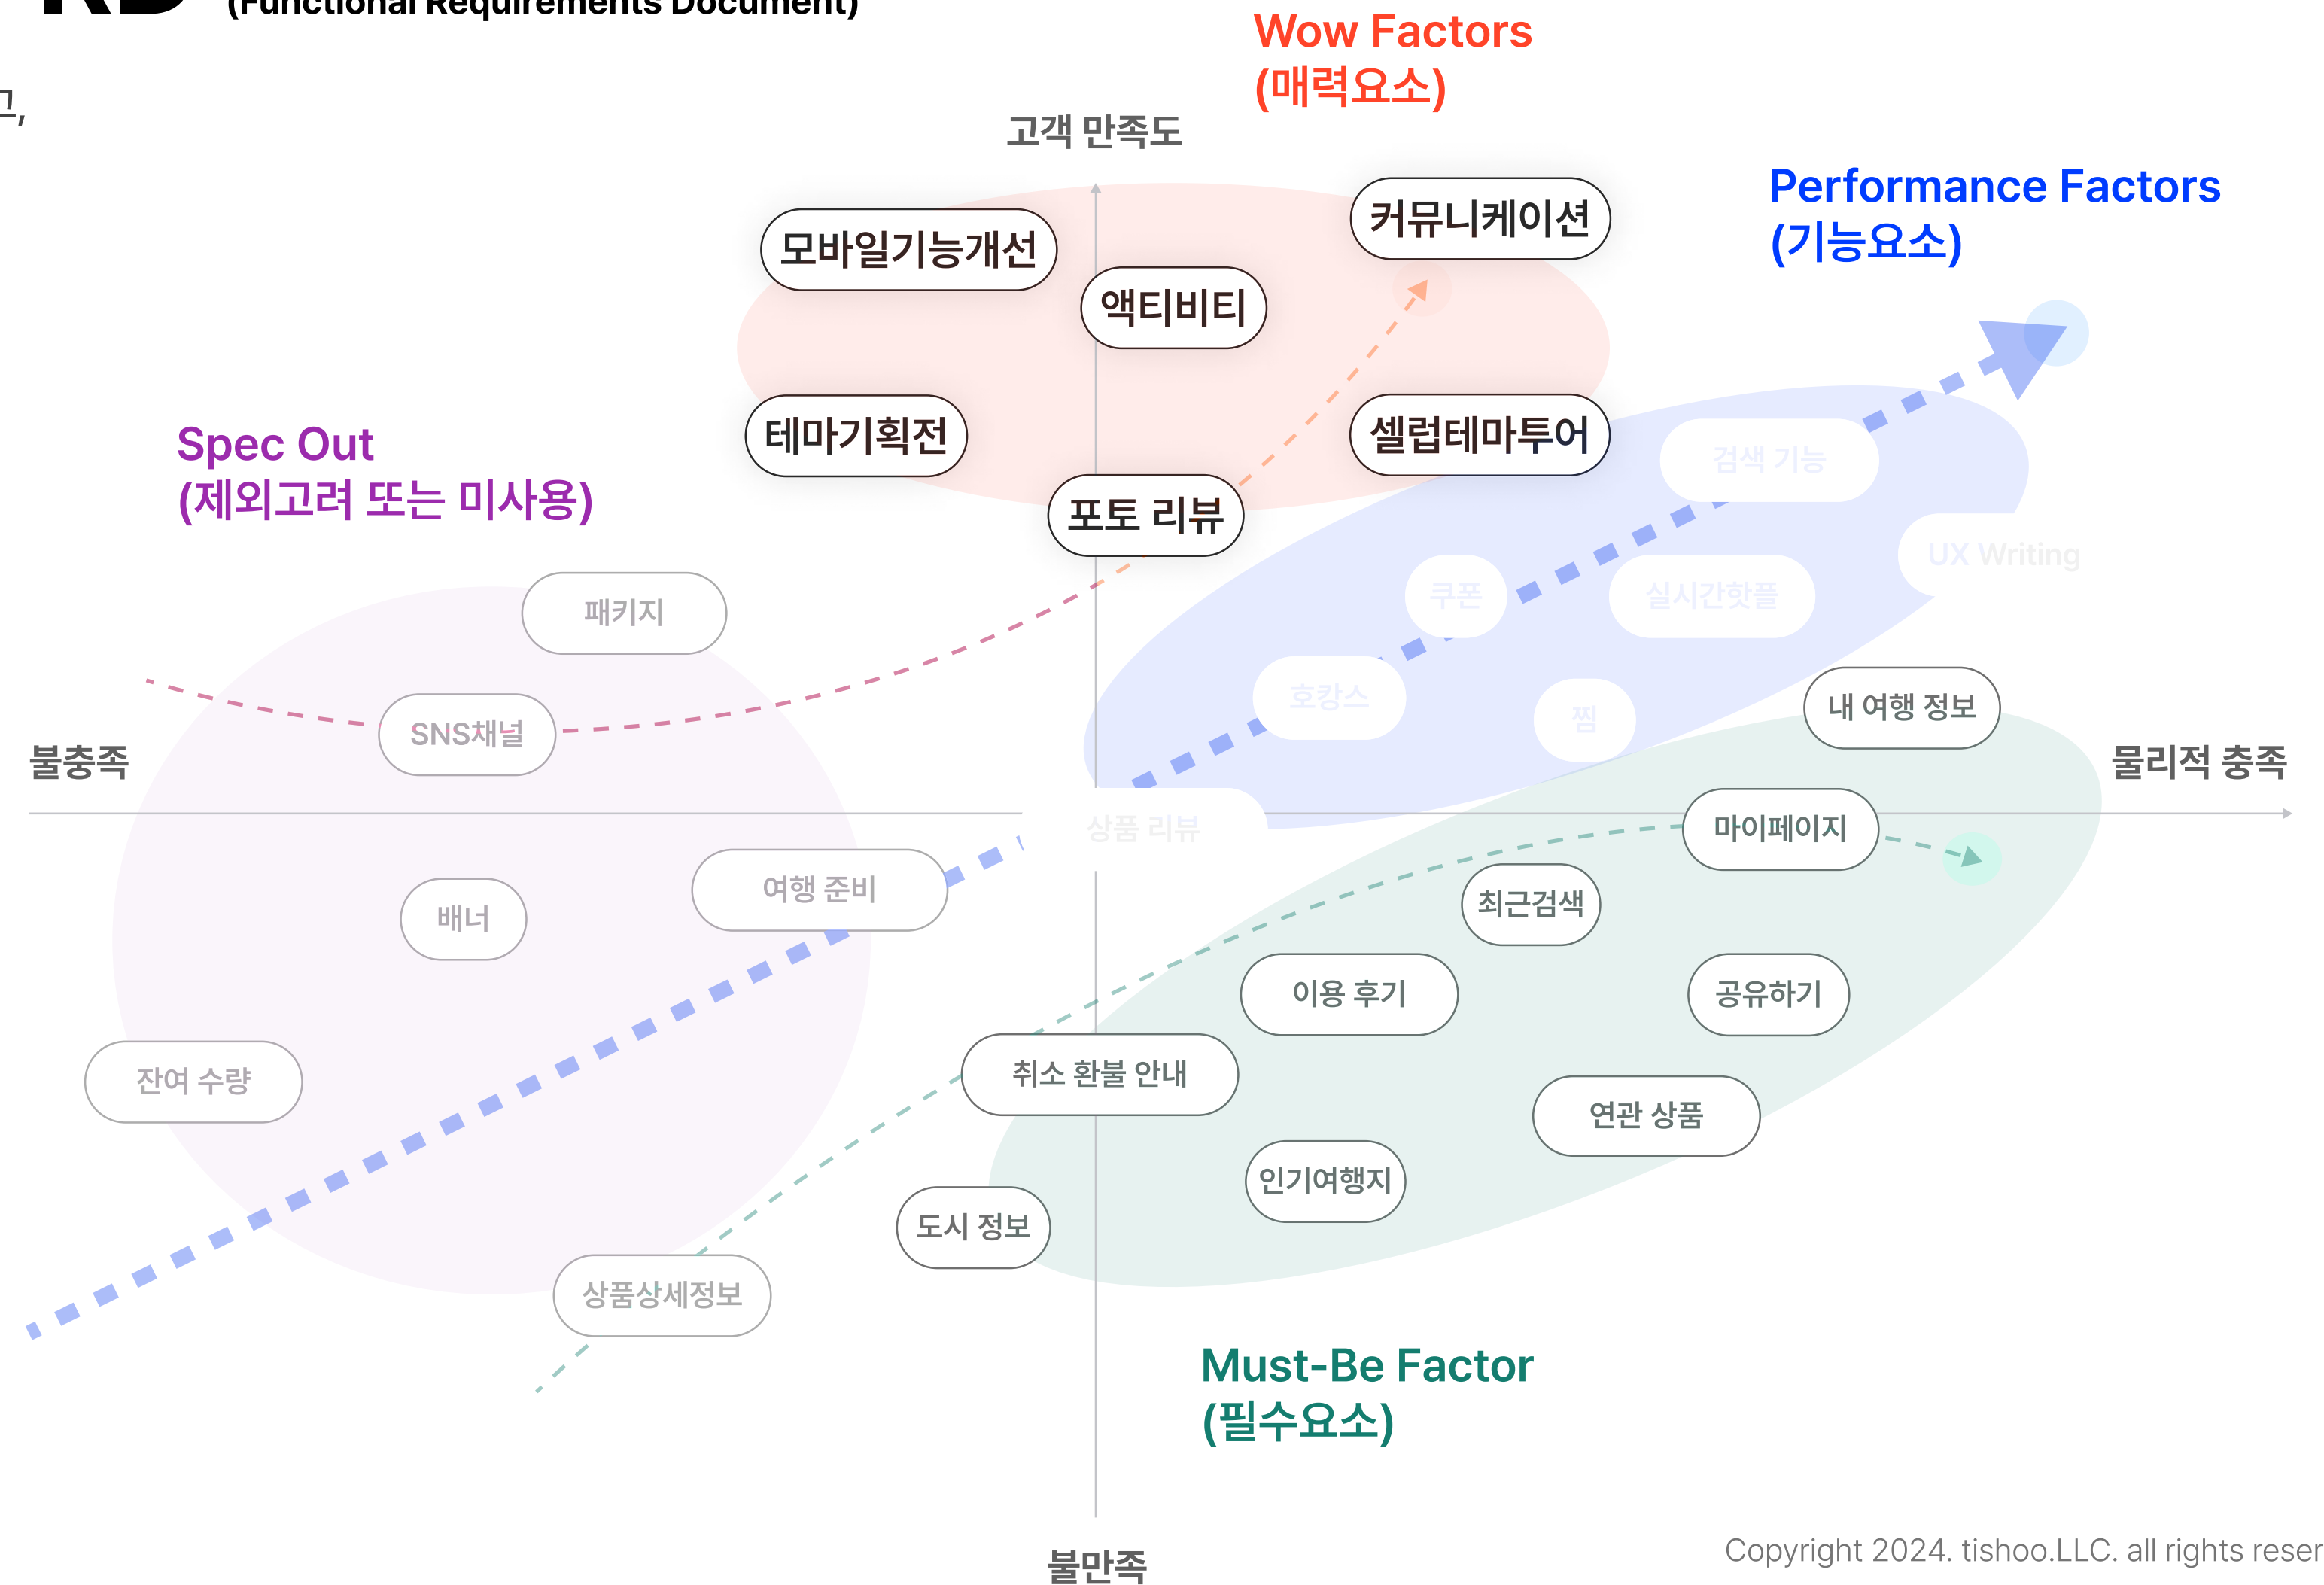 (Functional Requirements Document)
고,
Wow Factors
(매력요소)
고객 만족도
Performance Factors
(기능요소)
모바일기능개선
커뮤니케이션
액티비티
테마기획전
셀럽테마투어
포토 리뷰
Spec Out
(제외고려 또는 미사용)
검색 기능
UX Writing
쿠폰
실시간핫플
호캉스
찜
패키지
SNS채널
내 여행 정보
불충족
물리적 충족
상품 리뷰
마이페이지
여행 준비
배너
최근검색
이용 후기
공유하기
잔여 수량
취소 환불 안내
연관 상품
인기여행지
도시 정보
상품상세정보
Must-Be Factor
(필수요소)
불만족
Copyright 2024. tishoo.LLC. all rights reser